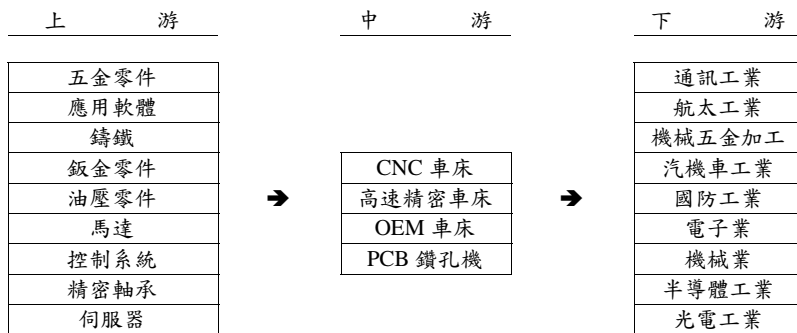 上 游
五金零件
應用軟體
鑄鐵
鈑金零件
油壓零件
馬達
控制系統
精密軸承
伺服器
中 游
CNC 車床
高速精密車床
OEM 車床
PCB 鑽孔機
下 游
通訊工業
航太工業
機械五金加工
汽機車工業
國防工業
電子業
機械業
半導體工業
光電工業